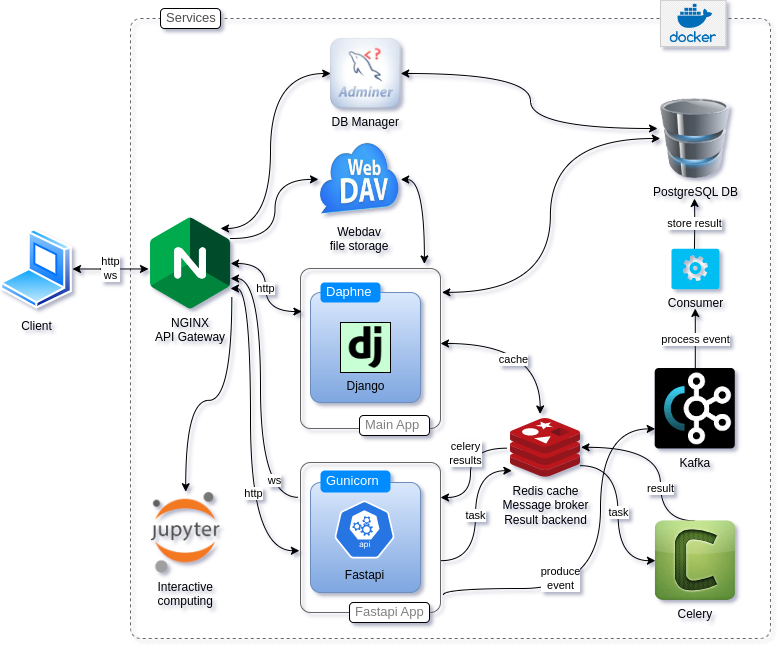 Services
docker
<?
Adminer
DB Manager
Web
DAV
Webdav
file storage
PostgreSQL DB
store result
Consumer
process event
Kafka
http
ws
Client
N
NGINX
API Gateway
http
Daphne
dj
Django
Main App
cache
celery
results
Redis cache
Message broker
Result backend
task
result
task
Gunicorn
api
Fastapi
Fastapi App
ws
http
produce
event
C
Celery
jupyter
Interactive
computing